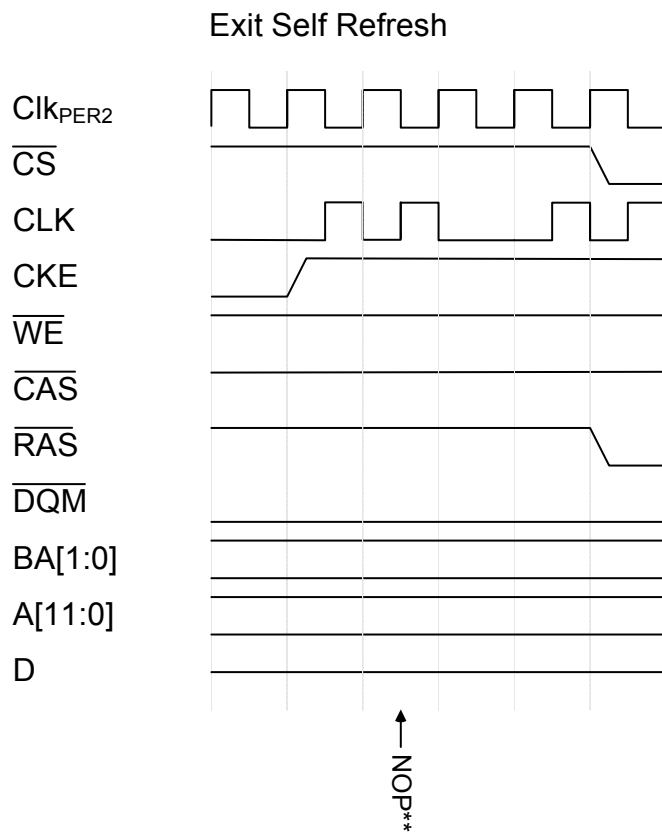 Exit Self Refresh
ClkPER2
CS
CLK
CKE
WE
CAS
RAS
DQM
BA[1:0]
A[11:0]
D
NOP**